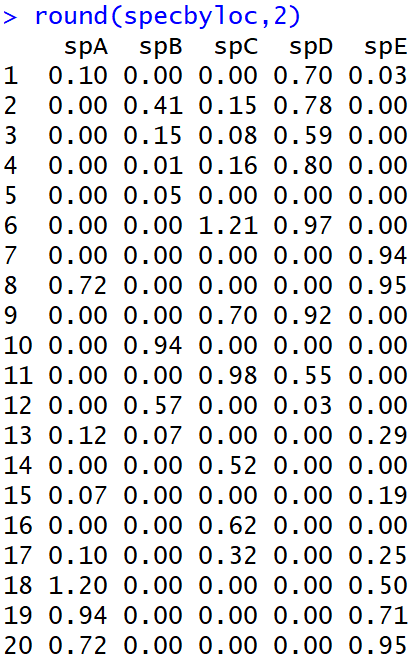 > round(specbyloc,2)
    spA  spB  spC  spD  spE
1  0.10 0.00 0.00 0.70 0.03
2  0.00 0.41 0.15 0.78 0.00
3  0.00 0.15 0.08 0.59 0.00
4  0.00 0.01 0.16 0.80 0.00
5  0.00 0.05 0.00 0.00 0.00
6  0.00 0.00 1.21 0.97 0.00
7  0.00 0.00 0.00 0.00 0.94
8  0.72 0.00 0.00 0.00 0.95
9  0.00 0.00 0.70 0.92 0.00
10 0.00 0.94 0.00 0.00 0.00
11 0.00 0.00 0.98 0.55 0.00
12 0.00 0.57 0.00 0.03 0.00
13 0.12 0.07 0.00 0.00 0.29
14 0.00 0.00 0.52 0.00 0.00
15 0.07 0.00 0.00 0.00 0.19
16 0.00 0.00 0.62 0.00 0.00
17 0.10 0.00 0.32 0.00 0.25
18 1.20 0.00 0.00 0.00 0.50
19 0.94 0.00 0.00 0.00 0.71
20 0.72 0.00 0.00 0.00 0.95